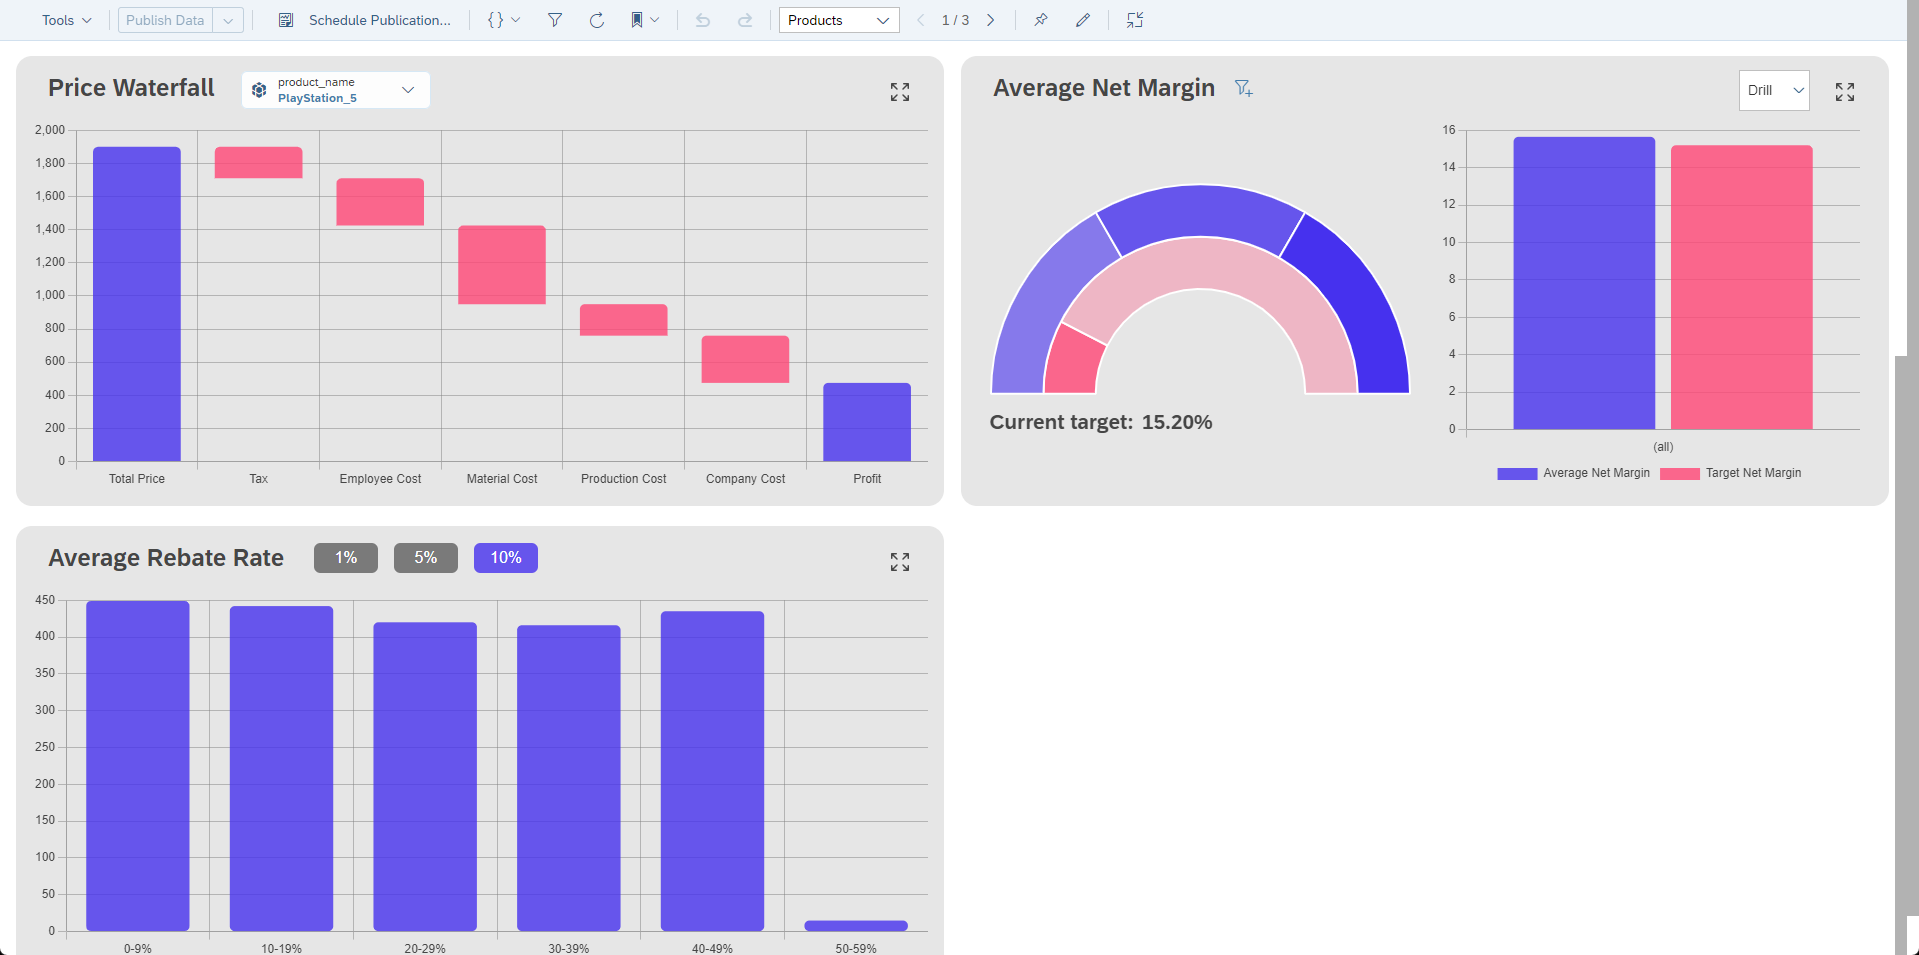 Tools
Publish Data
Schedule Publication...
{ }
Products
1 / 3
Price Waterfall
product_name
PlayStation_5
2,000
1,800
1,600
1,400
1,200
1,000
800
600
400
200
0
Total Price
Tax
Employee Cost
Material Cost
Production Cost
Company Cost
Profit
Average Net Margin
Drill
Current target: 15.20%
16
14
12
10
8
6
4
2
0
(all)
Average Net Margin
Target Net Margin
Average Rebate Rate
1%
5%
10%
450
400
350
300
250
200
150
100
50
0
0-9%
10-19%
20-29%
30-39%
40-49%
50-59%